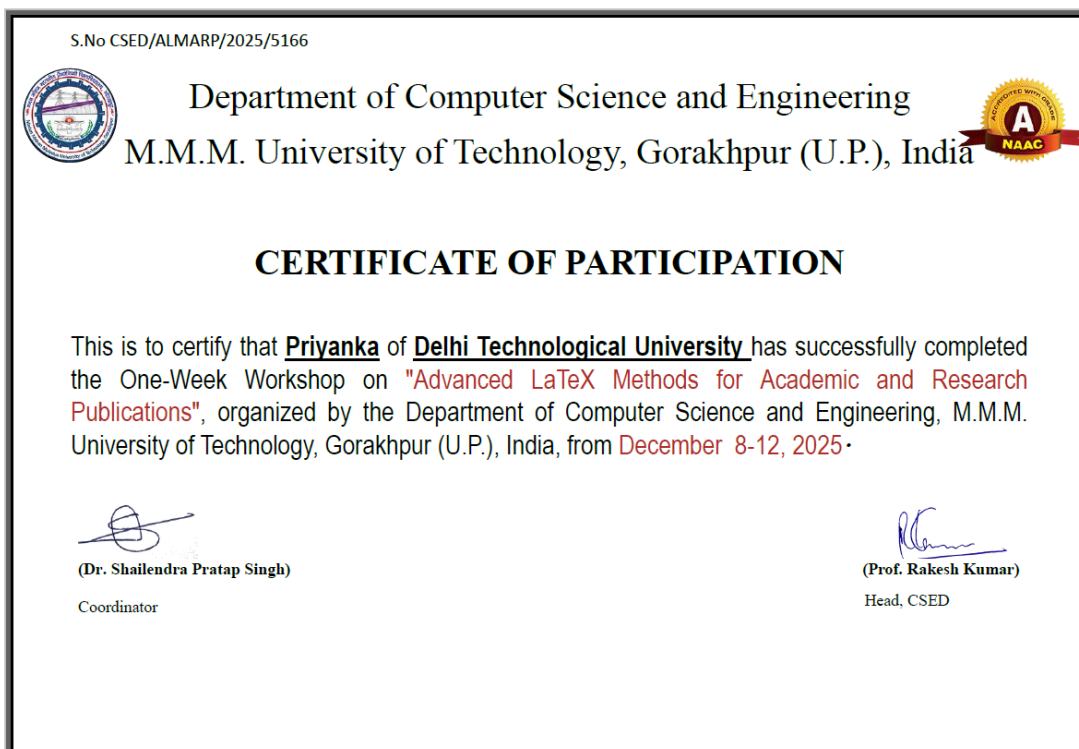 S.No CSED/ALMARP/2025/5166
Department of Computer Science and Engineering
M.M.M. University of Technology, Gorakhpur (U.P.), India
ACCREDITED WITH GRADE
A
NAAC
CERTIFICATE OF PARTICIPATION
This is to certify that Priyanka of Delhi Technological University has successfully completed
the One-Week Workshop on "Advanced LaTeX Methods for Academic and Research
Publications", organized by the Department of Computer Science and Engineering, M.M.M.
University of Technology, Gorakhpur (U.P.), India, from December 8-12, 2025·
(Dr. Shailendra Pratap Singh)
Coordinator
(Prof. Rakesh Kumar)
Head, CSED